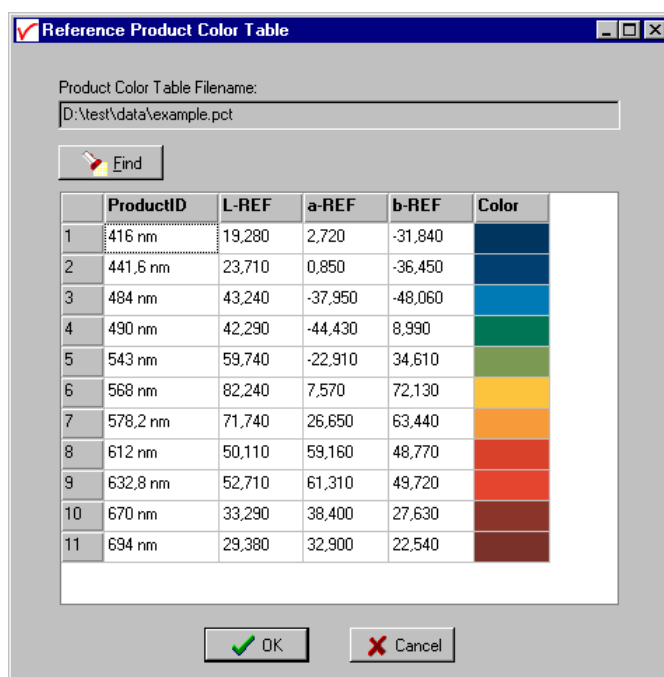 Reference Product Color Table
Product Color Table Filename:
D:\test\data\example.pct
Find
ProductID L-REF a-REF b-REF Color
1 416 nm 19,280 2,720 -31,840
2 441,6 nm 23,710 0,850 -36,450
3 484 nm 43,240 -37,950 -48,060
4 490 nm 42,290 -44,430 8,990
5 543 nm 59,740 -22,910 34,610
6 568 nm 82,240 7,570 72,130
7 578,2 nm 71,740 26,650 63,440
8 612 nm 50,110 59,160 48,770
9 632,8 nm 52,710 61,310 49,720
10 670 nm 33,290 38,400 27,630
11 694 nm 29,380 32,900 22,540
OK Cancel